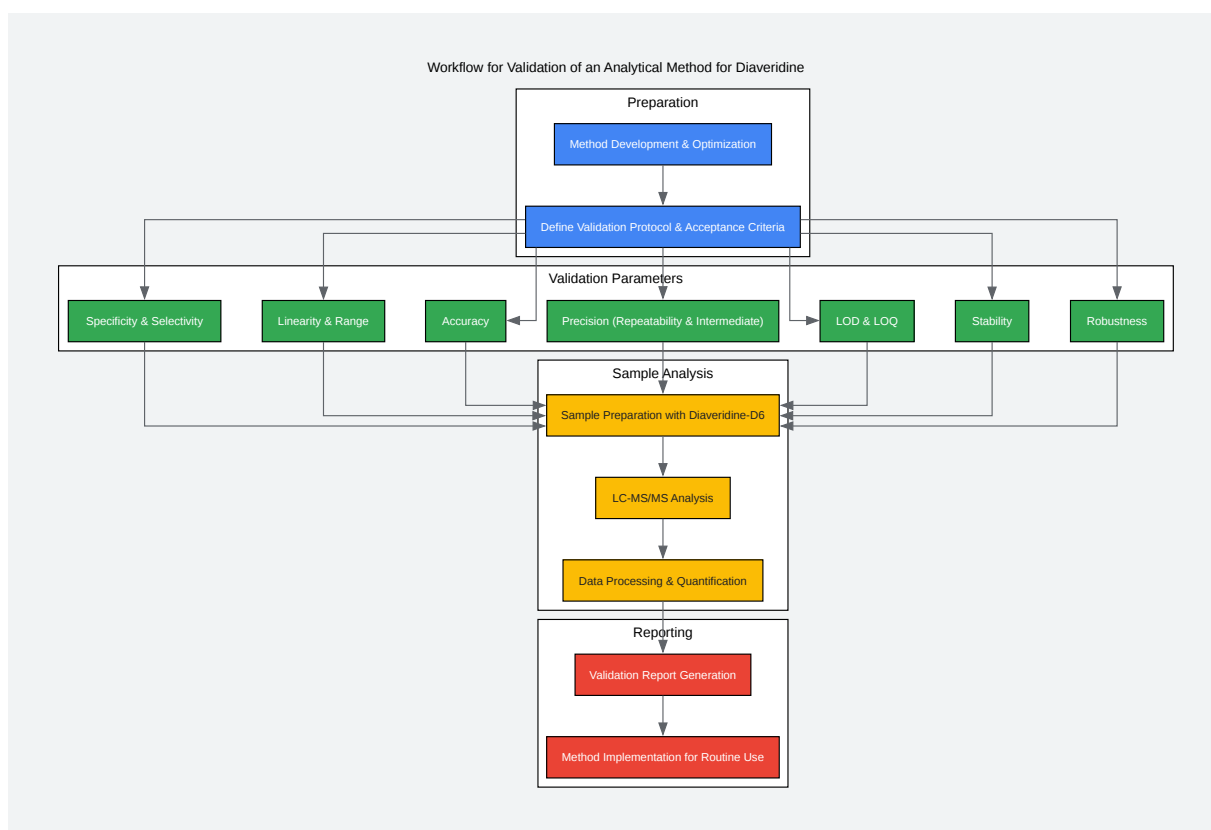 Workflow for Validation of an Analytical Method for Diaveridine
Preparation
Method Development & Optimization
Define Validation Protocol & Acceptance Criteria
Validation Parameters
Specificity & Selectivity
Linearity & Range
Accuracy
Precision (Repeatability & Intermediate)
LOD & LOQ
Stability
Robustness
Sample Analysis
Sample Preparation with Diaveridine-D6
LC-MS/MS Analysis
Data Processing & Quantification
Reporting
Validation Report Generation
Method Implementation for Routine Use